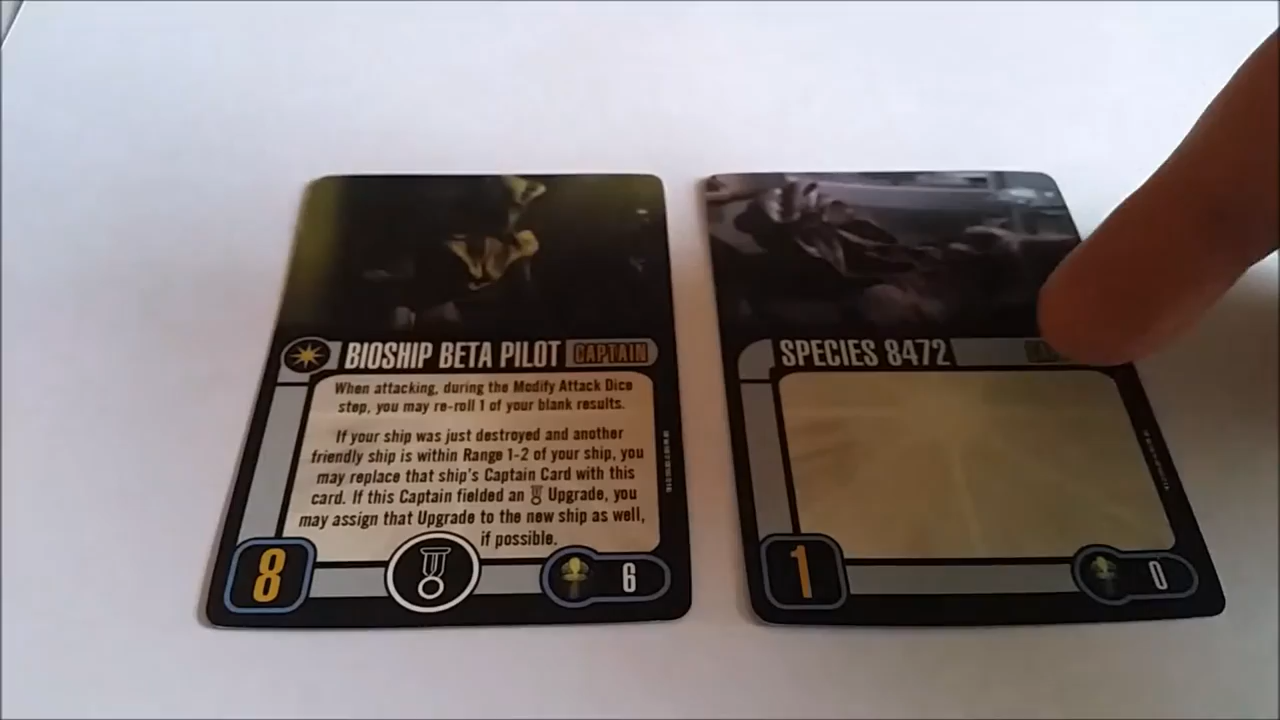 BIOSHIP BETA PILOT CAPTAIN
When attacking, during the Modify Attack Dice
step, you may re-roll 1 of your blank results.
If your ship was just destroyed and another
friendly ship is within Range 1-2 of your ship, you
may replace that ship's Captain Card with this
card. If this Captain fielded an Upgrade, you
may assign that Upgrade to the new ship as well,
if possible.
8 6
SPECIES 8472
1 0